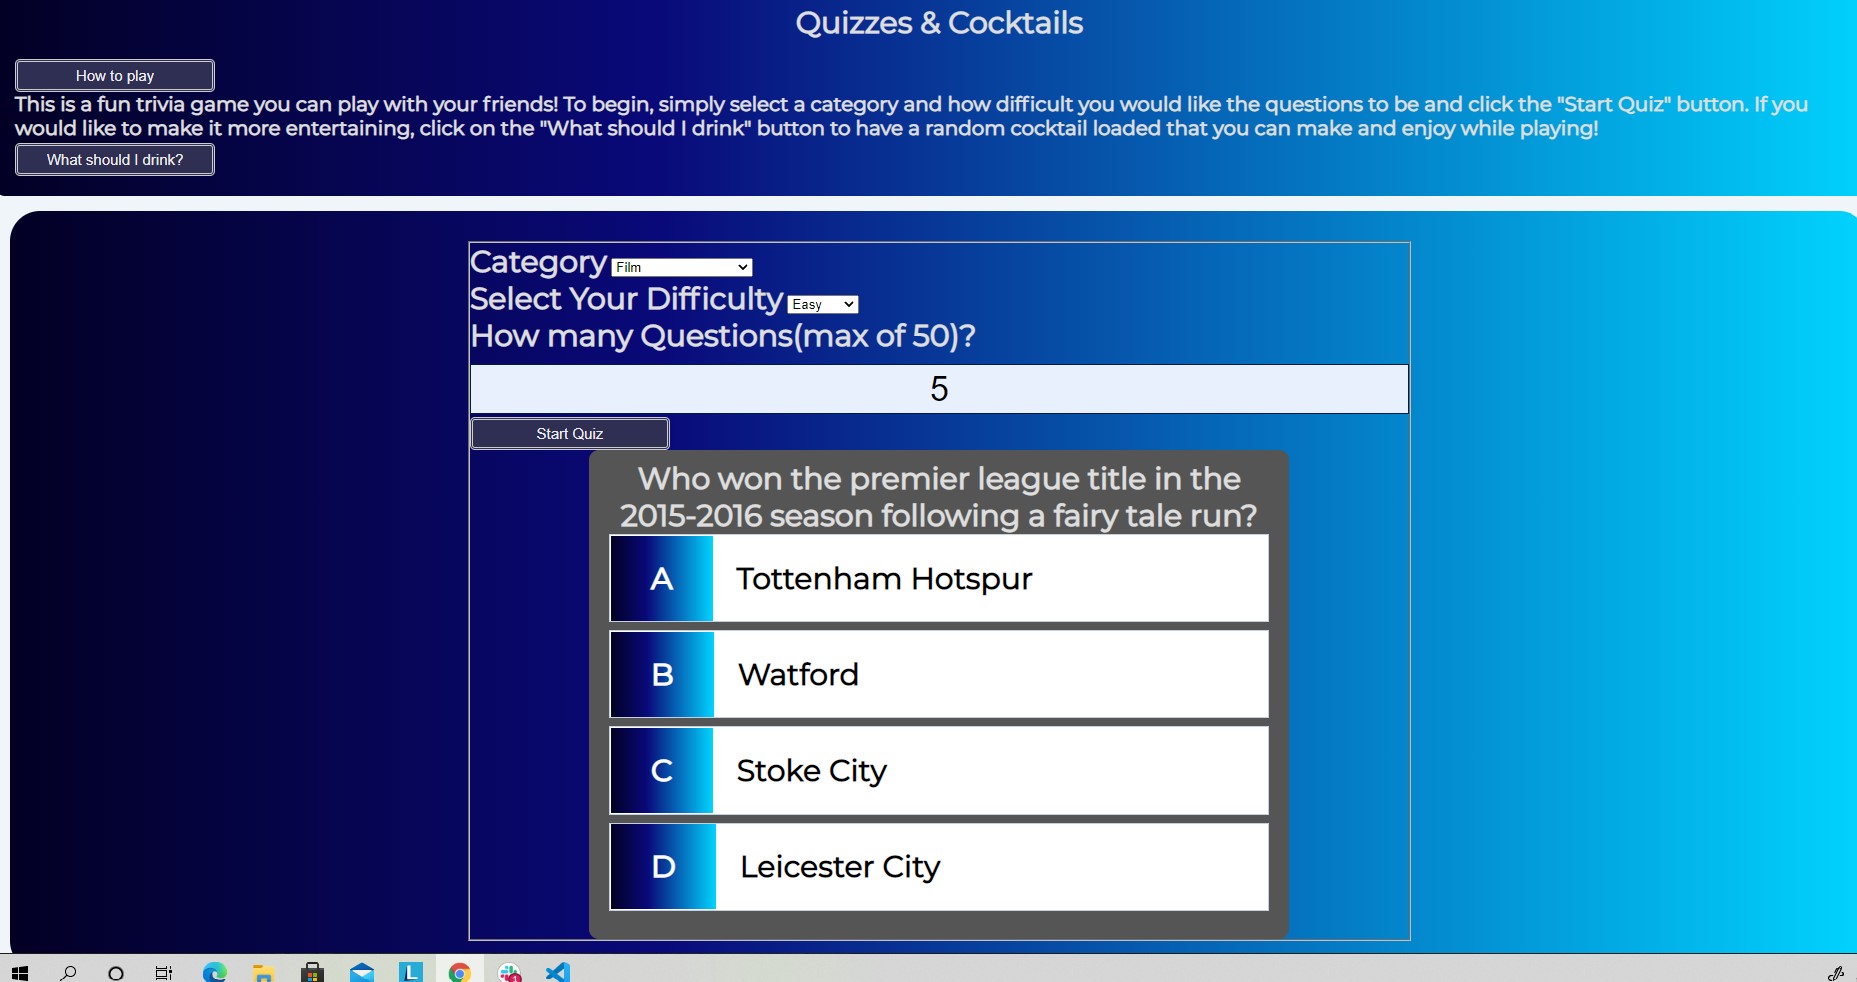 Quizzes & Cocktails
How to play
This is a fun trivia game you can play with your friends! To begin, simply select a category and how difficult you would like the questions to be and click the "Start Quiz" button. If you
would like to make it more entertaining, click on the "What should I drink" button to have a random cocktail loaded that you can make and enjoy while playing!
What should I drink?
Category Film
Select Your Difficulty Easy
How many Questions(max of 50)?
5
Start Quiz
Who won the premier league title in the
2015-2016 season following a fairy tale run?
A Tottenham Hotspur
B Watford
C Stoke City
D Leicester City
L
1